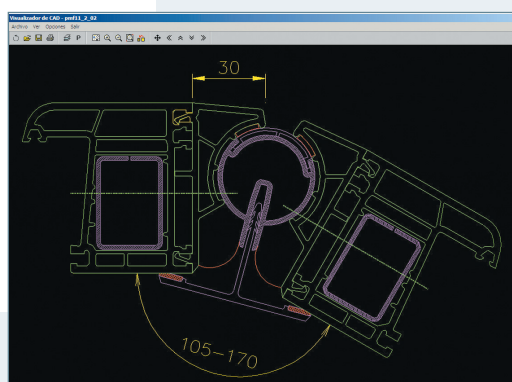 Visualizador de CAD - pmf11_2_02
Archivo Ver Opciones Salir
P
30
105-170